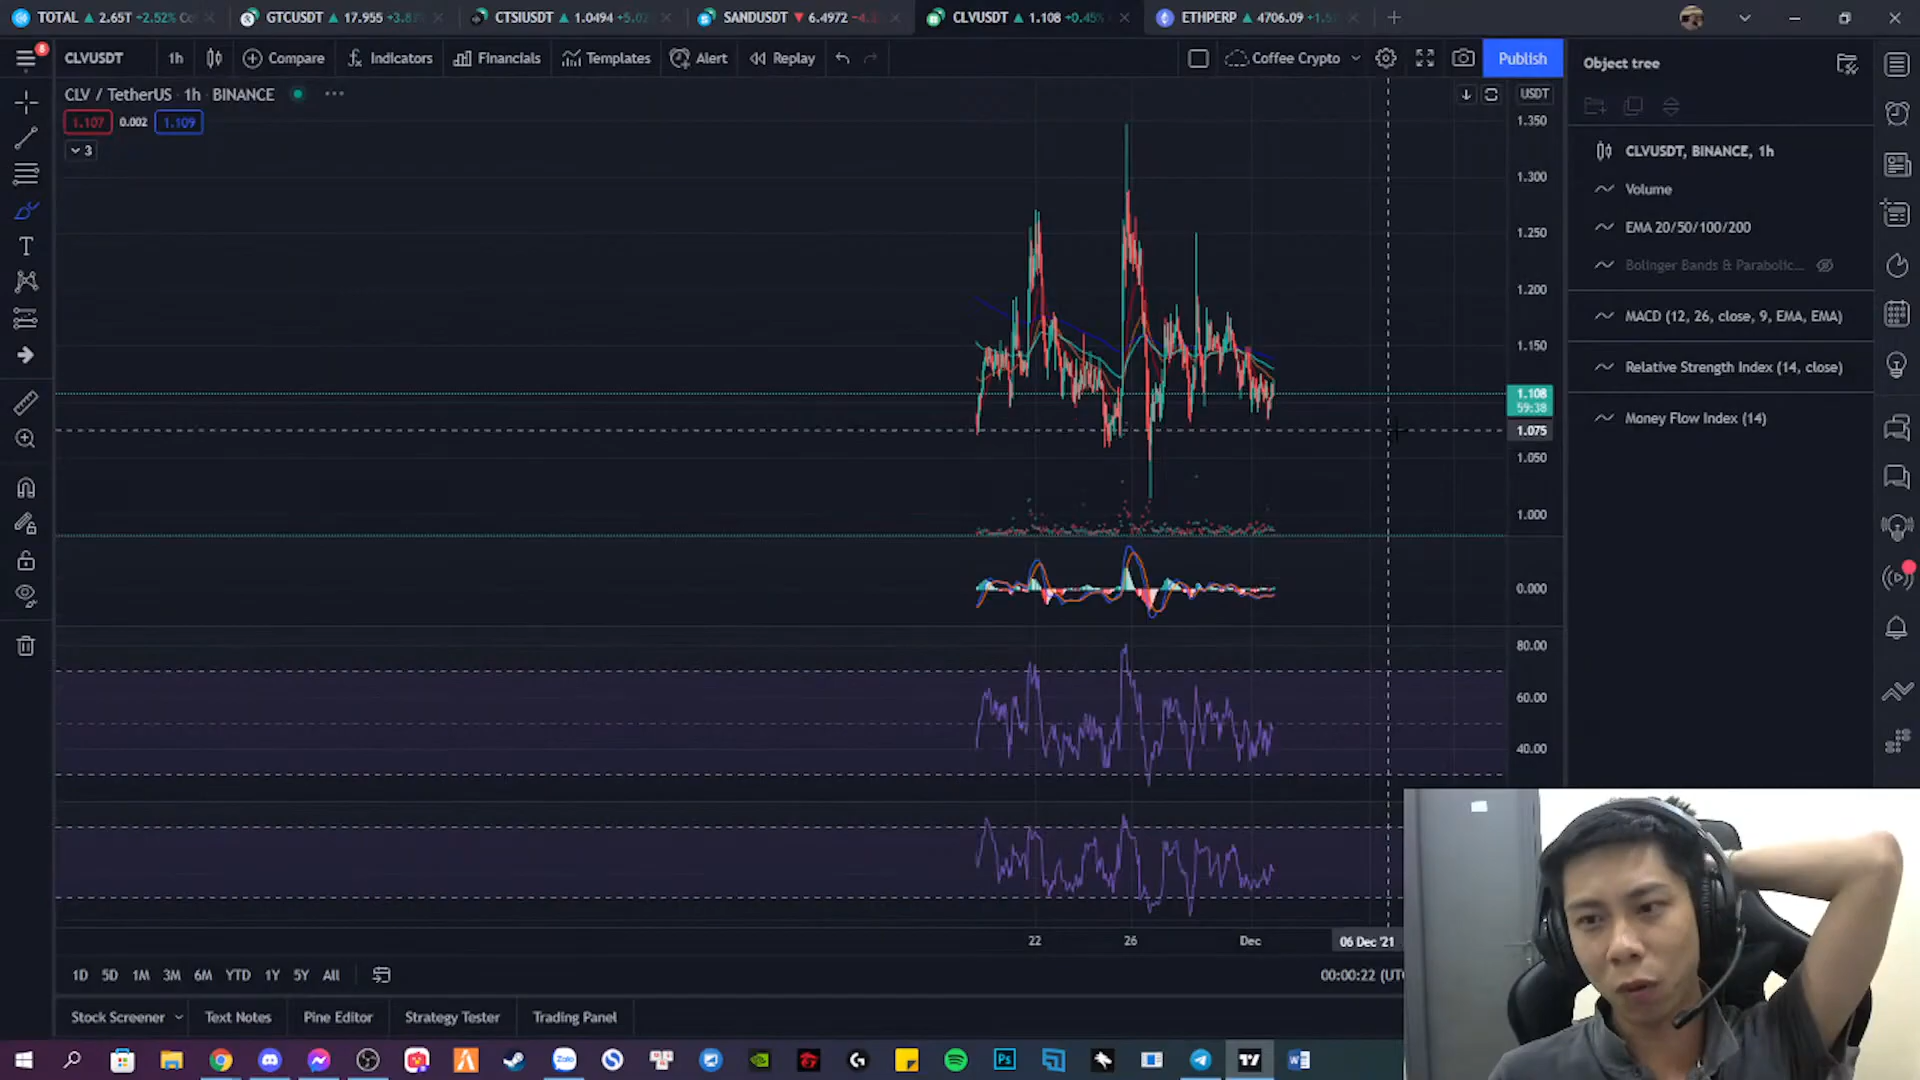 TOTAL ▲ 2.65T +2.52%
GTCUSDT ▲ 17.955
CTSIUSDT ▲ 1.0494 +5.02
SANDUSDT ▼ 6.4972
CLVUSDT ▲ 1.108 +0.45%
ETHPERP ▲ 4706.09
8
CLVUSDT
1h
Compare
Indicators
Financials
Templates
Alert
Replay
Coffee Crypto
Publish
CLV / TetherUS · 1h · BINANCE
1.107
0.002
1.109
3
USDT
1.350
1.300
1.250
1.200
1.150
1.108
59:38
1.075
1.050
1.000
0.000
80.00
60.00
40.00
22
26
Dec
06 Dec '21
1D
5D
1M
3M
6M
YTD
1Y
5Y
All
00:00:22
Stock Screener
Text Notes
Pine Editor
Strategy Tester
Trading Panel
Object tree
CLVUSDT, BINANCE, 1h
Volume
EMA 20/50/100/200
Bolinger Bands & Parabolic...
MACD (12, 26, close, 9, EMA, EMA)
Relative Strength Index (14, close)
Money Flow Index (14)
Zalo
Ps